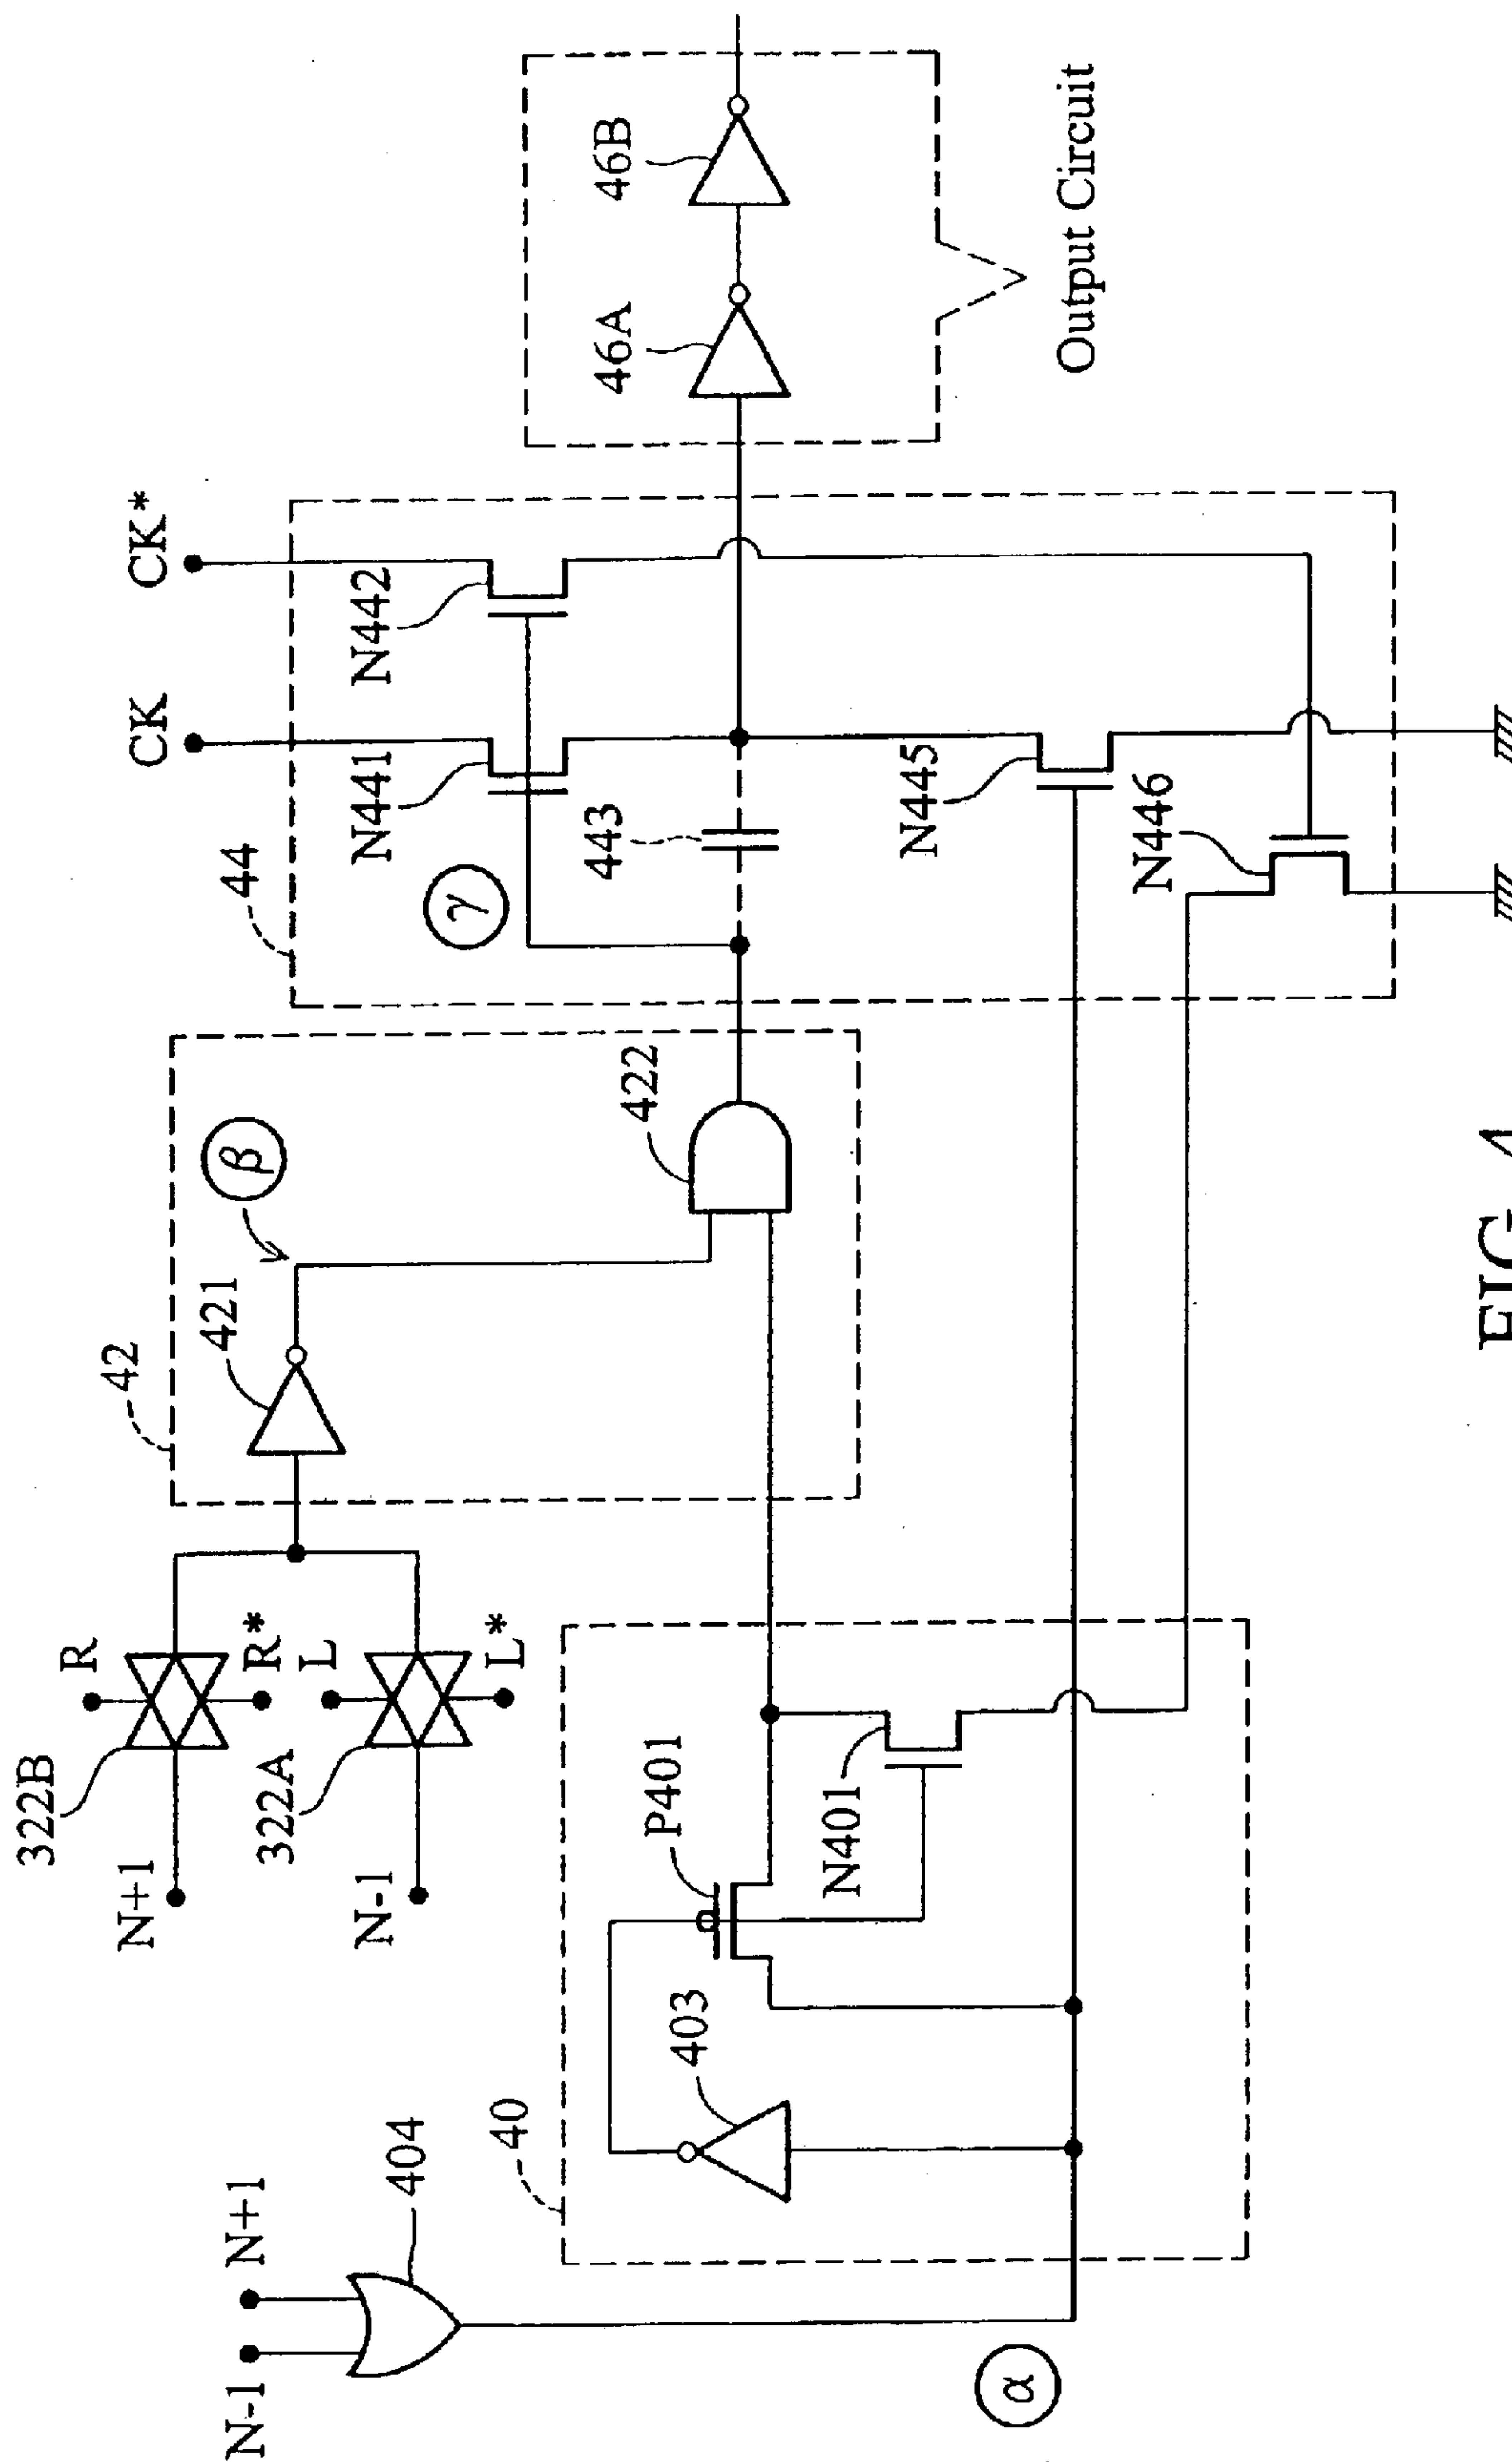 N-1
N+1
404
α
40
403
P401
N401
N+1
322B
R
R*
N-1
322A
L
L*
42
421
β
422
44
γ
CK
CK*
N441
N442
443
N445
N446
46A
46B
Output Circuit
FIG. 4